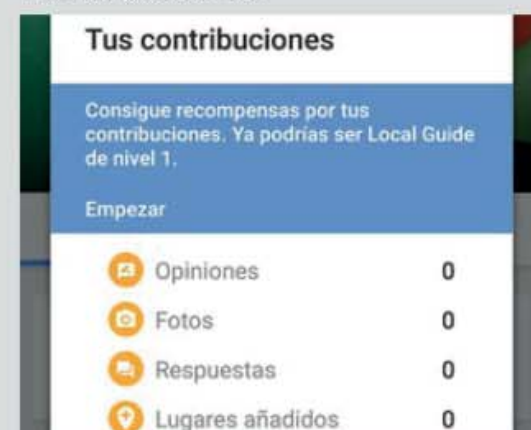 Tus contribuciones
Consigue recompensas por tus
contribuciones. Ya podrías ser Local Guide
de nivel 1.
Empezar
Opiniones 0
Fotos 0
Respuestas 0
Lugares añadidos 0